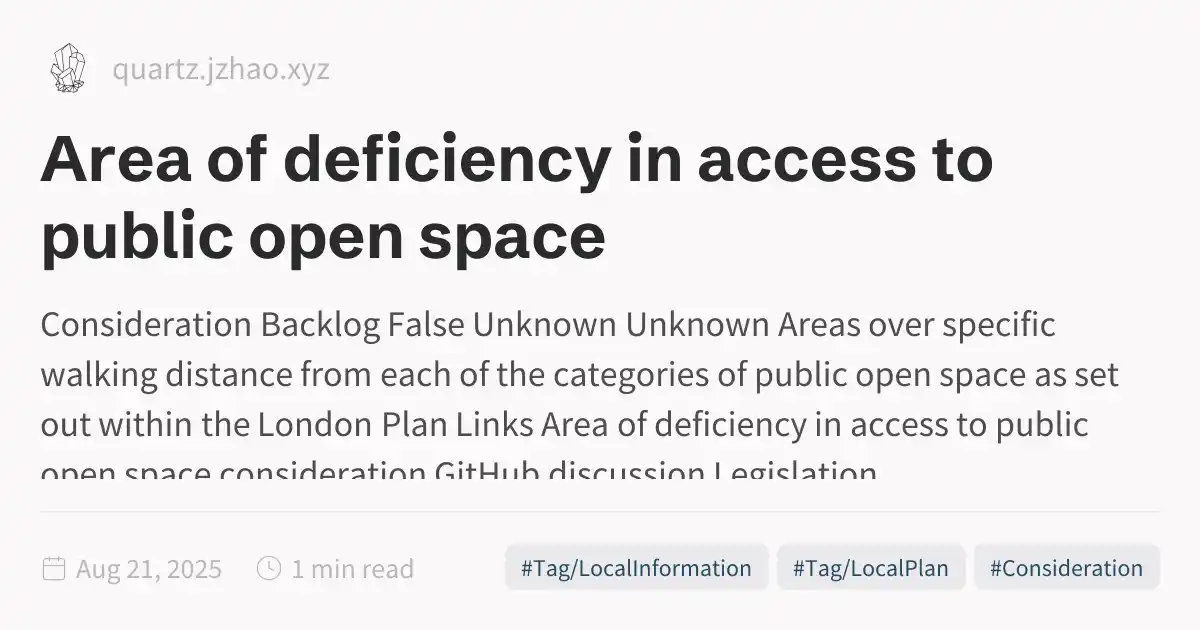 quartz.jzhao.xyz
Area of deficiency in access to
public open space
Consideration Backlog False Unknown Unknown Areas over specific
walking distance from each of the categories of public open space as set
out within the London Plan Links Area of deficiency in access to public
open space consideration GitHub discussion Legislation
Aug 21, 2025
1 min read
#Tag/LocalInformation
#Tag/LocalPlan
#Consideration